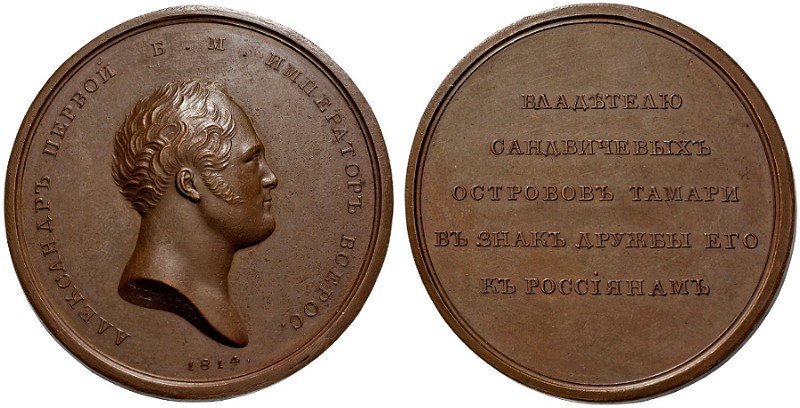 АЛЕКСАНДРЪ ПЕРВОЙ Б. М. ИМПЕРАТОРЪ ВСЕРОС.
1814.
ВЛАДѢТЕЛЮ
САНДВИЧЕВЫХЪ
ОСТРОВОВЪ ТАМАРИ
ВЪ ЗНАКЪ ДРУЖБЫ ЕГО
КЪ РОССІЯНАМЪ